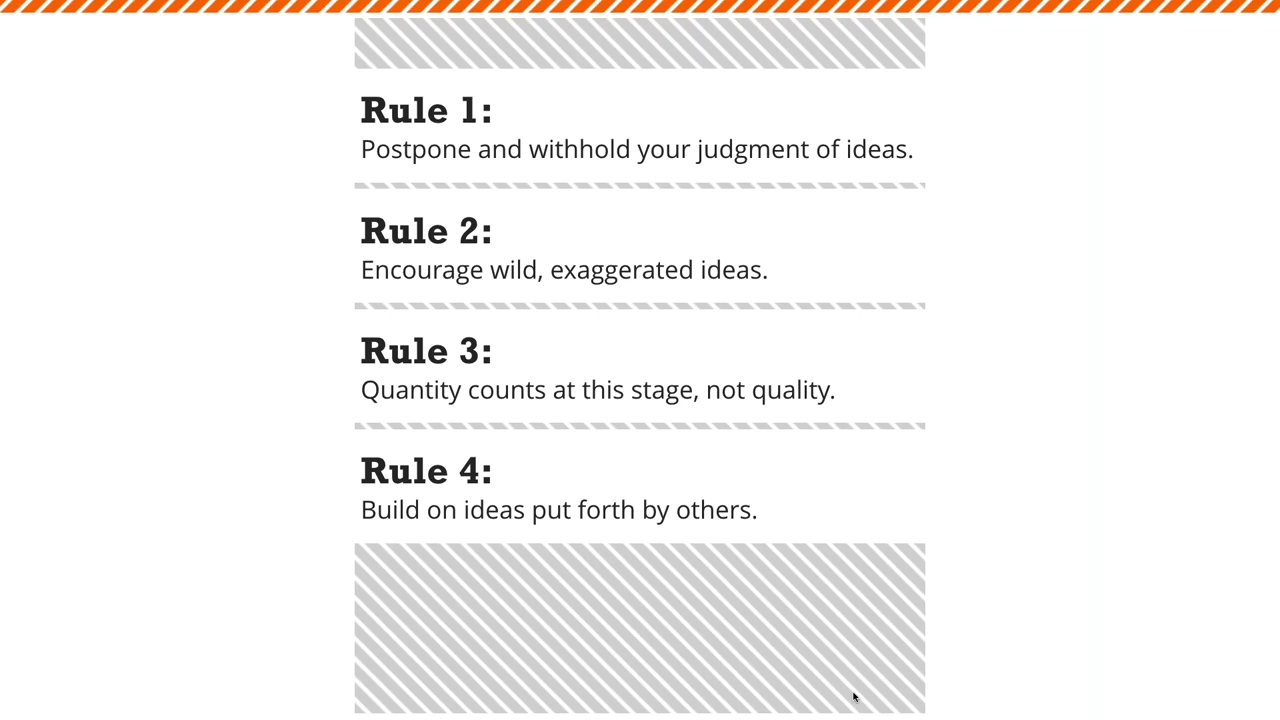 Rule 1:
Postpone and withhold your judgment of ideas.
Rule 2:
Encourage wild, exaggerated ideas.
Rule 3:
Quantity counts at this stage, not quality.
Rule 4:
Build on ideas put forth by others.